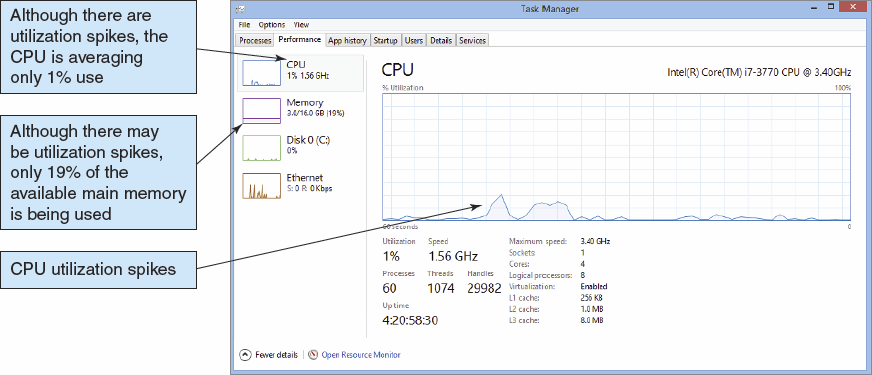 Although there are
utilization spikes, the
CPU is averaging
only 1% use
Although there may
be utilization spikes,
only 19% of the
available main memory
is being used
CPU utilization spikes
Task Manager
File Options View
Processes Performance App history Startup Users Details Services
CPU
1% 1.56 GHz
Memory
3.0/16.0 GB (19%)
Disk 0 (C:)
0%
Ethernet
S: 0 R: 0 Kbps
CPU
Intel(R) Core(TM) i7-3770 CPU @ 3.40GHz
% Utilization 100%
60 seconds 0
Utilization Speed
1% 1.56 GHz
Processes Threads Handles
60 1074 29982
Up time
4:20:58:30
Maximum speed: 3.40 GHz
Sockets: 1
Cores: 4
Logical processors: 8
Virtualization: Enabled
L1 cache: 256 KB
L2 cache: 1.0 MB
L3 cache: 8.0 MB
Fewer details Open Resource Monitor